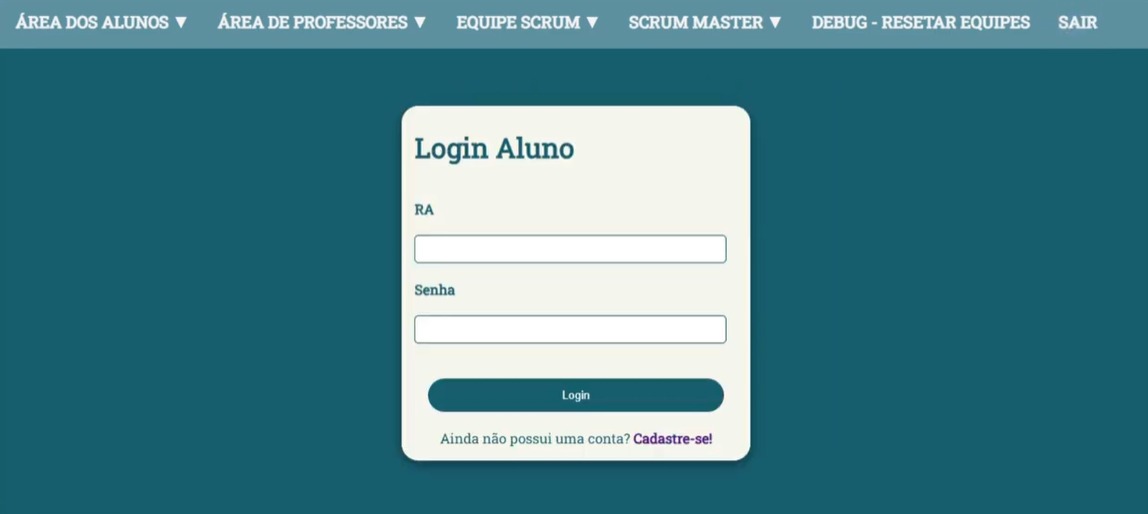 ÁREA DOS ALUNOS ▼ ÁREA DE PROFESSORES ▼ EQUIPE SCRUM ▼ SCRUM MASTER ▼ DEBUG - RESETAR EQUIPES SAIR
Login Aluno
RA
Senha
Login
Ainda não possui uma conta? Cadastre-se!